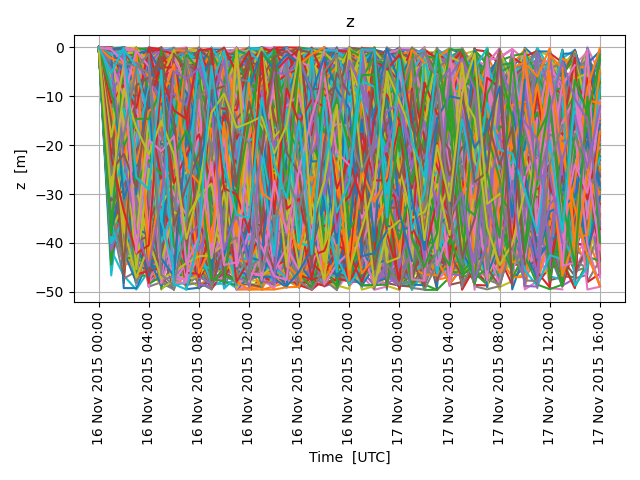 z
0
−10
−20
−30
−40
−50
z [m]
16 Nov 2015 00:00
16 Nov 2015 04:00
16 Nov 2015 08:00
16 Nov 2015 12:00
16 Nov 2015 16:00
16 Nov 2015 20:00
17 Nov 2015 00:00
17 Nov 2015 04:00
17 Nov 2015 08:00
17 Nov 2015 12:00
17 Nov 2015 16:00
Time [UTC]